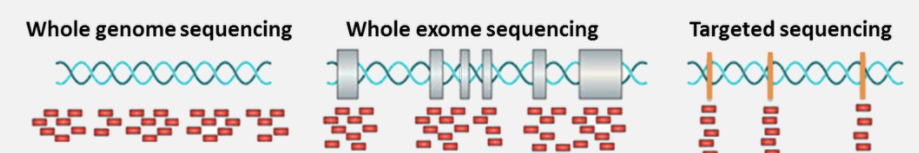 Whole genome sequencing
Whole exome sequencing
Targeted sequencing